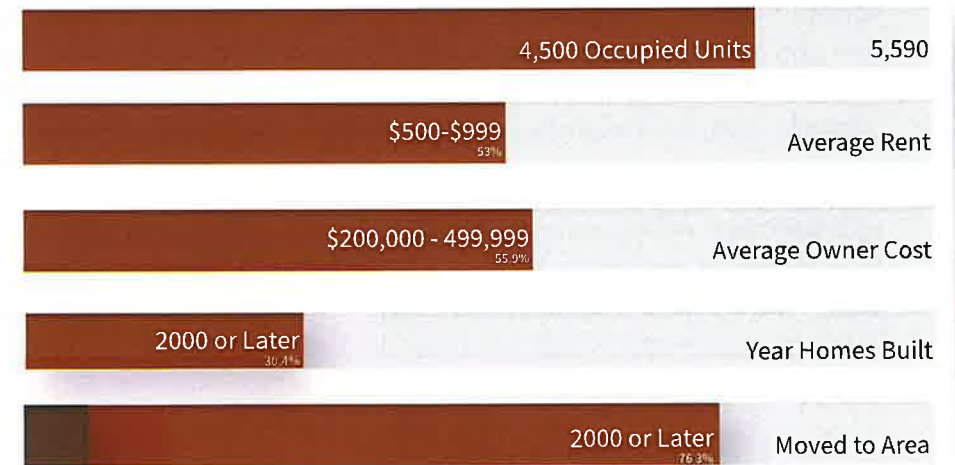 4,500 Occupied Units 5,590
$500-$999 Average Rent
53%
$200,000 - 499,999 Average Owner Cost
55.9%
2000 or Later Year Homes Built
30.4%
2000 or Later Moved to Area
76.3%